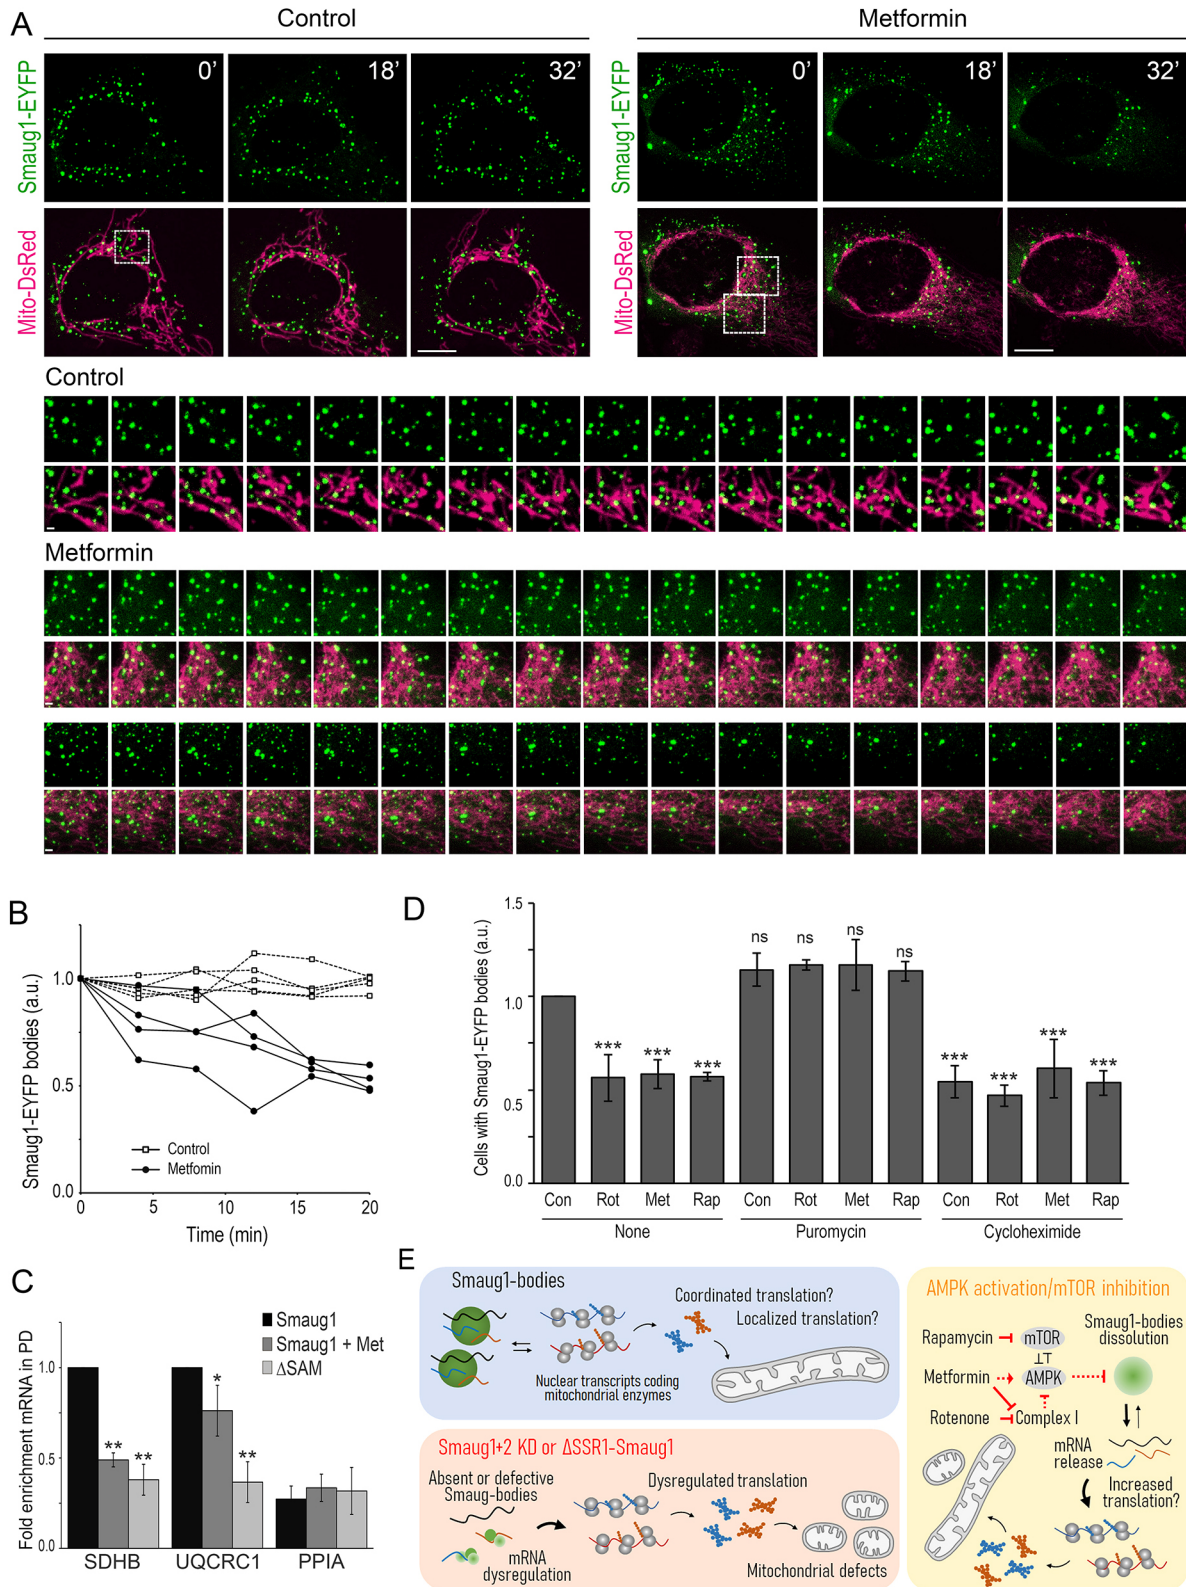 A
Control
Metformin
Smaug1-EYFP
0’
18’
32’
Smaug1-EYFP
0’
18’
32’
Mito-DsRed
Mito-DsRed
Control
Metformin
B
Smaug1-EYFP bodies (a.u.)
1.0
0.5
0.0
0
5
10
15
20
Time (min)
Control
Metfomin
D
Cells with Smaug1-EYFP bodies (a.u.)
1.5
1.0
0.5
0.0
*** *** ***
ns ns ns ns
*** *** *** ***
Con Rot Met Rap Con Rot Met Rap Con Rot Met Rap
None Puromycin Cycloheximide
C
Fold enrichment mRNA in PD
1.0
0.5
0.0
Smaug1
Smaug1 + Met
ΔSAM
** **
* **
SDHB UQCRC1 PPIA
E
Smaug1-bodies
Coordinated translation?
Localized translation?
Nuclear transcripts coding
mitochondrial enzymes
Smaug1+2 KD or ΔSSR1-Smaug1
Absent or defective
Smaug-bodies
mRNA
dysregulation
Dysregulated translation
Mitochondrial defects
AMPK activation/mTOR inhibition
Rapamycin
mTOR
Metformin
AMPK
Rotenone
Complex I
Smaug1-bodies
dissolution
mRNA
release
Increased
translation?